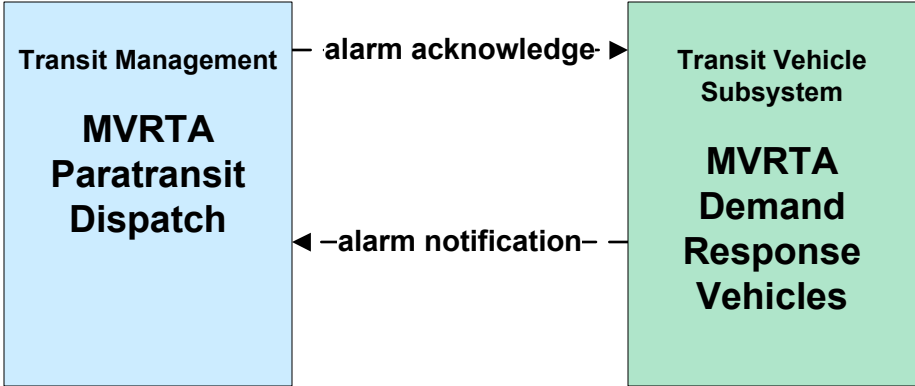 Transit Management
MVRTA
Paratransit
Dispatch
alarm acknowledge
alarm notification
Transit Vehicle
Subsystem
MVRTA
Demand
Response
Vehicles